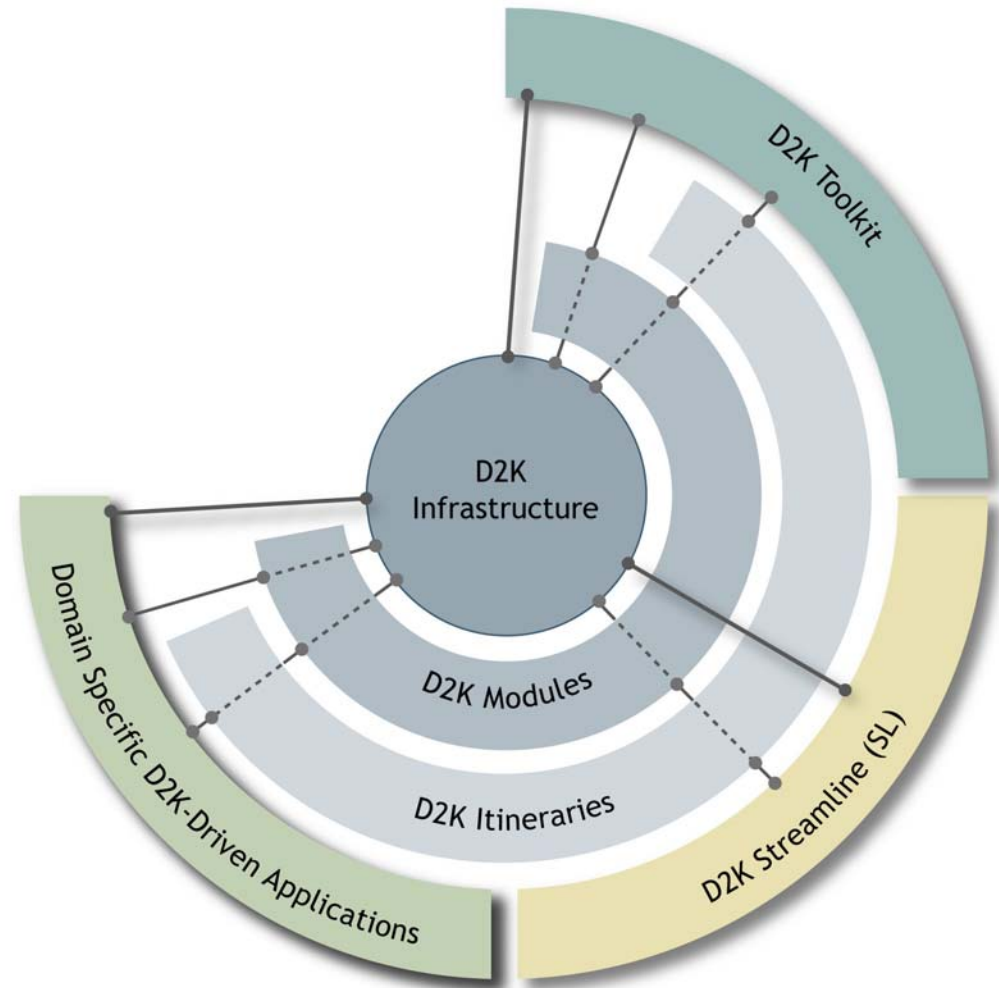 D2K Toolkit
D2K
Infrastructure
D2K Modules
D2K Itineraries
D2K Streamline (SL)
Domain Specific D2K-Driven Applications